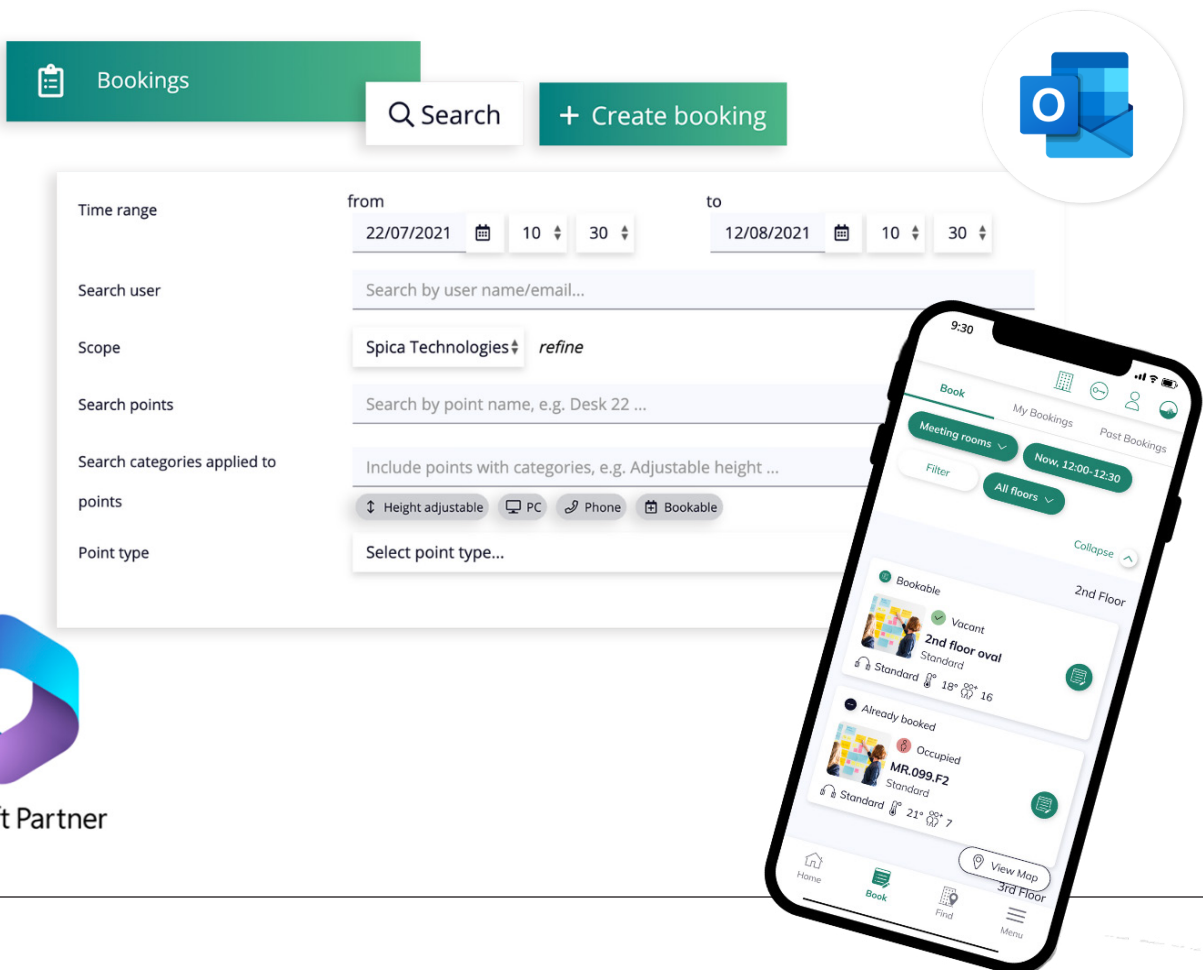 Bookings
Search
+ Create booking
O
Time range
from
to
22/07/2021 10 30
12/08/2021 10 30
Search user
Search by user name/email...
Scope
Spica Technologies refine
Search points
Search by point name, e.g. Desk 22 ...
Search categories applied to
points
Include points with categories, e.g. Adjustable height ...
Height adjustable PC Phone Bookable
Point type
Select point type...
t Partner
9:30
Book My Bookings Past Bookings
Meeting rooms Now, 12:00-12:30
Filter All floors
Collapse
2nd Floor
Bookable
Vacant
2nd floor oval
Standard
Standard 18° 16
Already booked
Occupied
MR.099.F2
Standard
Standard 21° 7
View Map
3rd Floor
Home Book Find Menu